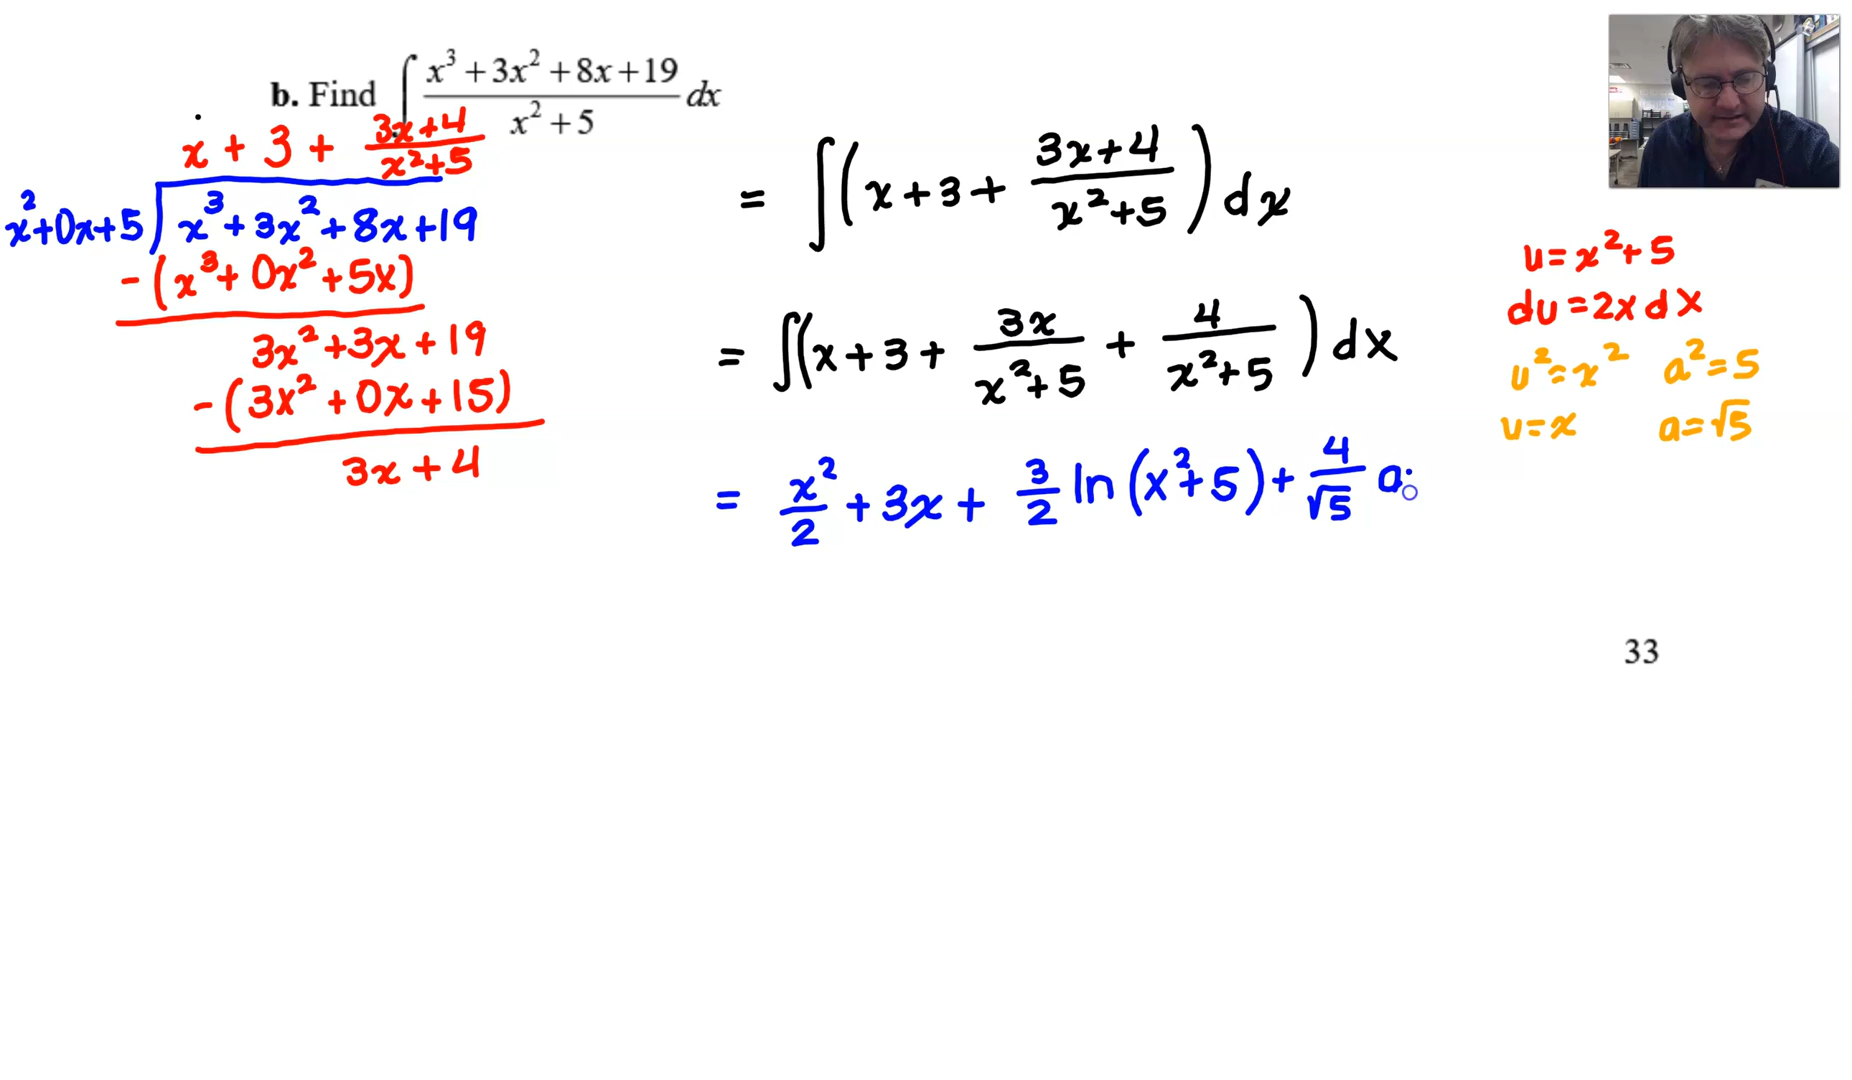 b. Find ∫ (x³ + 3x² + 8x + 19)/(x² + 5) dx
x + 3 + (3x+4)/(x²+5)
x²+0x+5 ) x³ + 3x² + 8x + 19
- (x³ + 0x² + 5x)
3x² + 3x + 19
- (3x² + 0x + 15)
3x + 4
= ∫ (x + 3 + (3x+4)/(x²+5)) dx
= ∫ (x + 3 + 3x/(x²+5) + 4/(x²+5)) dx
= x²/2 + 3x + 3/2 ln (x²+5) + 4/√5 a
u = x² + 5
du = 2x dx
u² = x² a² = 5
u = x a = √5
33